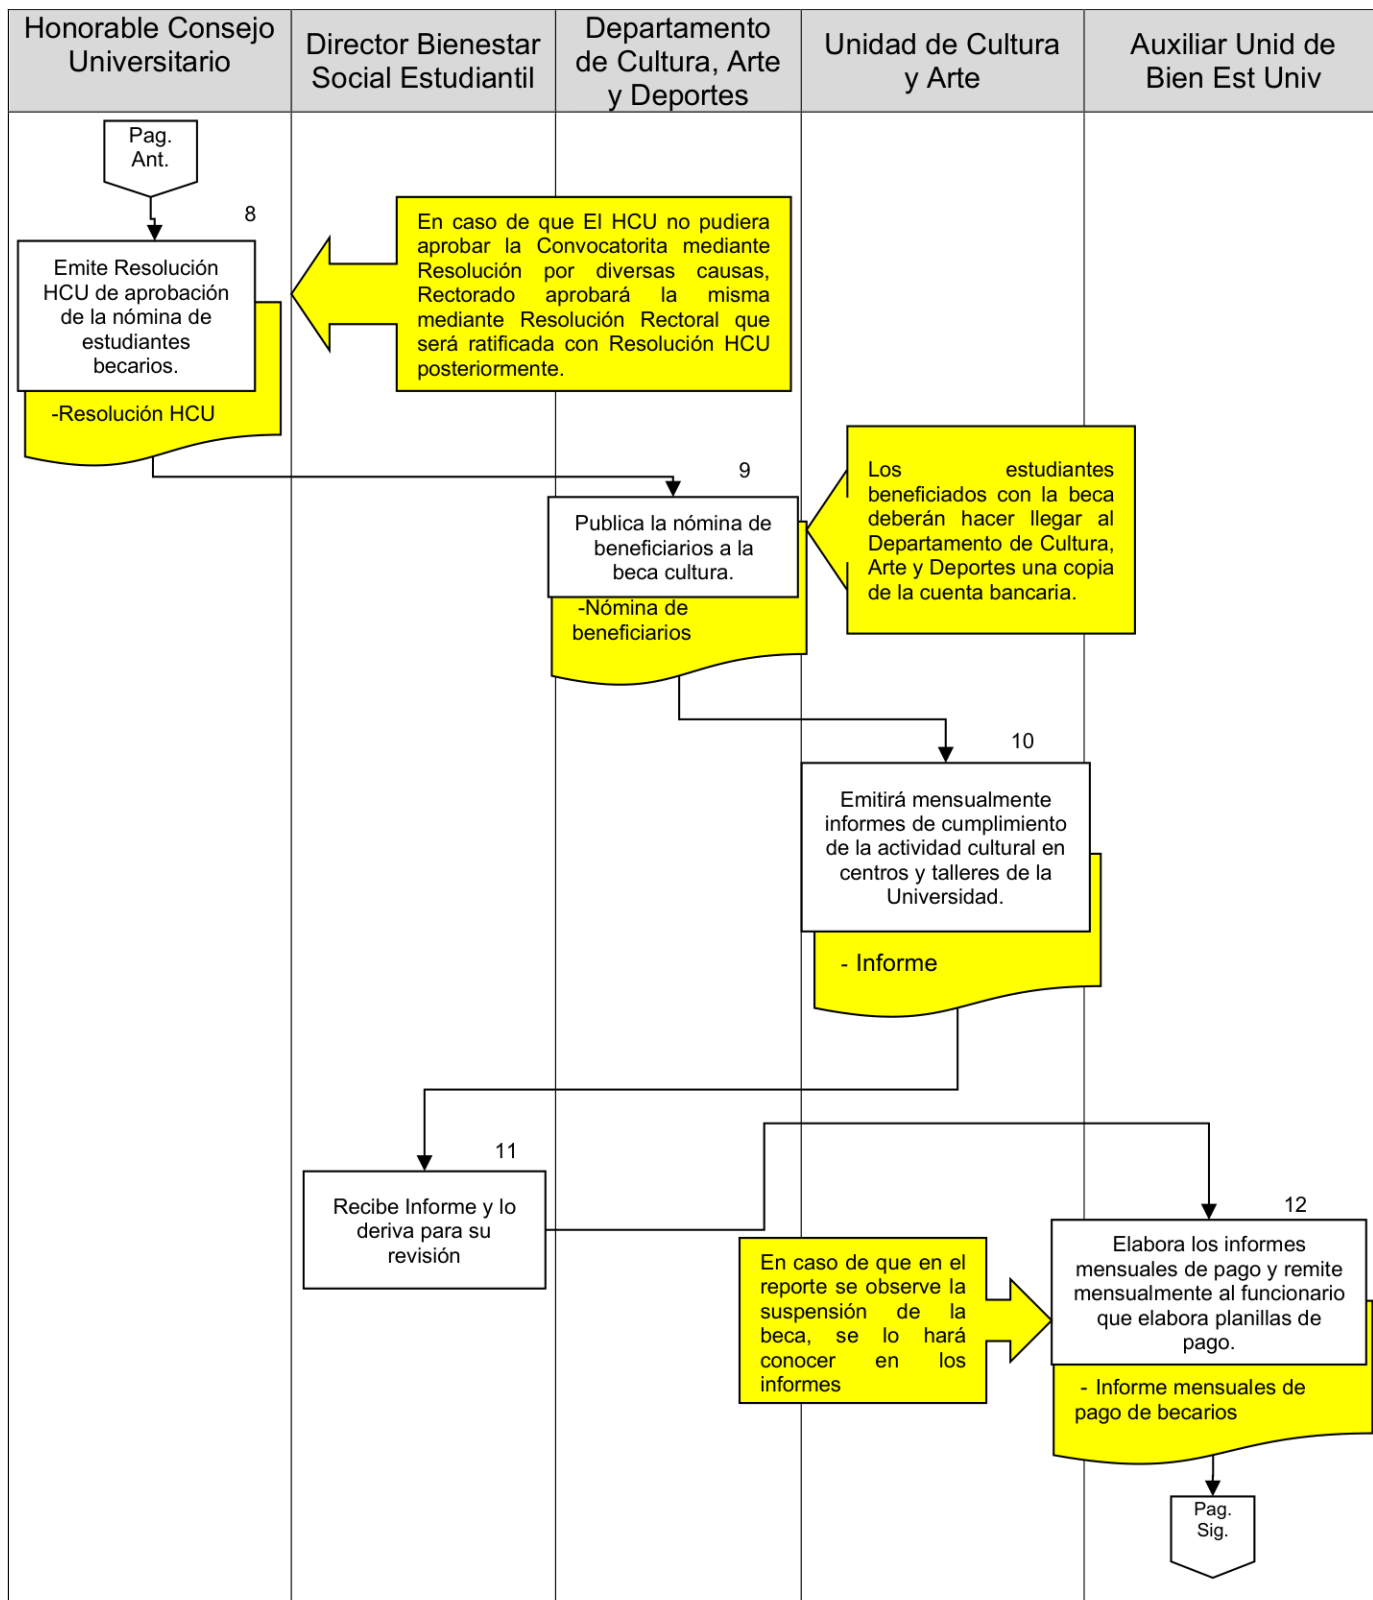 Honorable Consejo
Universitario
Director Bienestar
Social Estudiantil
Departamento
de Cultura, Arte
y Deportes
Unidad de Cultura
y Arte
Auxiliar Unid de
Bien Est Univ
Pag.
Ant.
8
Emite Resolución
HCU de aprobación
de la nómina de
estudiantes
becarios.
-Resolución HCU
En caso de que El HCU no pudiera
aprobar la Convocatorita mediante
Resolución por diversas causas,
Rectorado aprobará la misma
mediante Resolución Rectoral que
será ratificada con Resolución HCU
posteriormente.
9
Publica la nómina de
beneficiarios a la
beca cultura.
-Nómina de
beneficiarios
Los estudiantes
beneficiados con la beca
deberán hacer llegar al
Departamento de Cultura,
Arte y Deportes una copia
de la cuenta bancaria.
10
Emitirá mensualmente
informes de cumplimiento
de la actividad cultural en
centros y talleres de la
Universidad.
- Informe
11
Recibe Informe y lo
deriva para su
revisión
12
Elabora los informes
mensuales de pago y remite
mensualmente al funcionario
que elabora planillas de
pago.
- Informe mensuales de
pago de becarios
En caso de que en el
reporte se observe la
suspensión de la
beca, se lo hará
conocer en los
informes
Pag.
Sig.